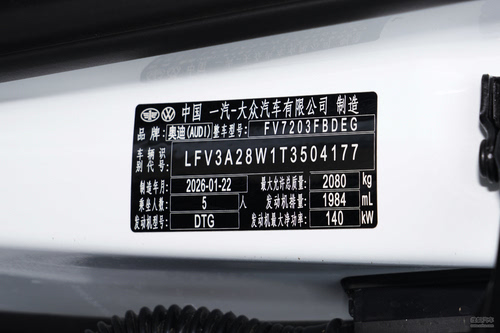 中国 一汽-大众汽车有限公司 制造
品牌: 奥迪(AUDI) 整车型号: FV7203FBDEG
车辆识别代号: LFV3A28W1T3504177
制造年月: 2026-01-22 最大允许总质量: 2080 kg
乘坐人数: 5 人 发动机排量: 1984 mL
发动机型号: DTG 发动机最大净功率: 140 kW